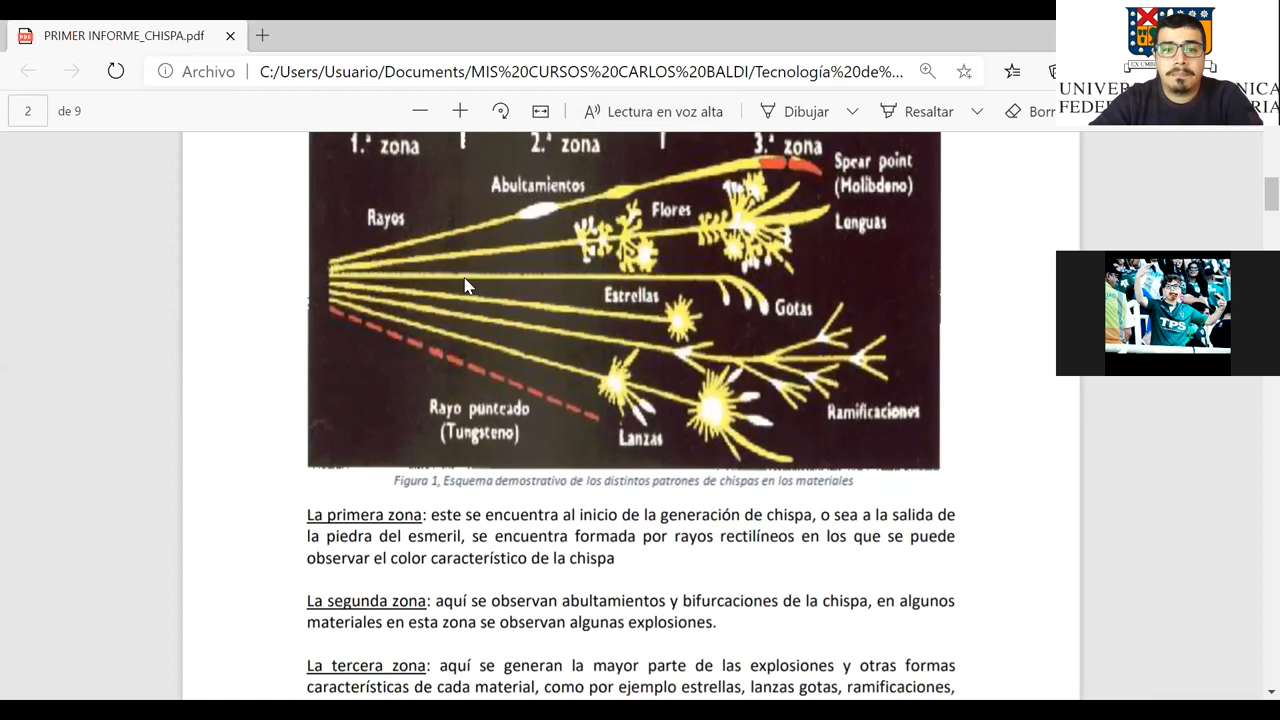 PRIMER INFORME_CHISPA.pdf
Archivo
C:/Users/Usuario/Documents/MIS%20CURSOS%20CARLOS%20BALDI/Tecnología%20de%...
2
de 9
Lectura en voz alta
Dibujar
Resaltar
Borr
UNIVER
NICA
FEDER
RIA
1.ª zona
2.ª zona
3.ª zona
Spear point
(Molibdeno)
Abultamientos
Rayos
Flores
Lenguas
Estrellas
Gotas
Rayo punteado
(Tungsteno)
Lanzas
Ramificaciones
Figura 1, Esquema demostrativo de los distintos patrones de chispas en los materiales
La primera zona: este se encuentra al inicio de la generación de chispa, o sea a la salida de
la piedra del esmeril, se encuentra formada por rayos rectilíneos en los que se puede
observar el color característico de la chispa
La segunda zona: aquí se observan abultamientos y bifurcaciones de la chispa, en algunos
materiales en esta zona se observan algunas explosiones.
La tercera zona: aquí se generan la mayor parte de las explosiones y otras formas
características de cada material, como por ejemplo estrellas, lanzas gotas, ramificaciones,
TPS